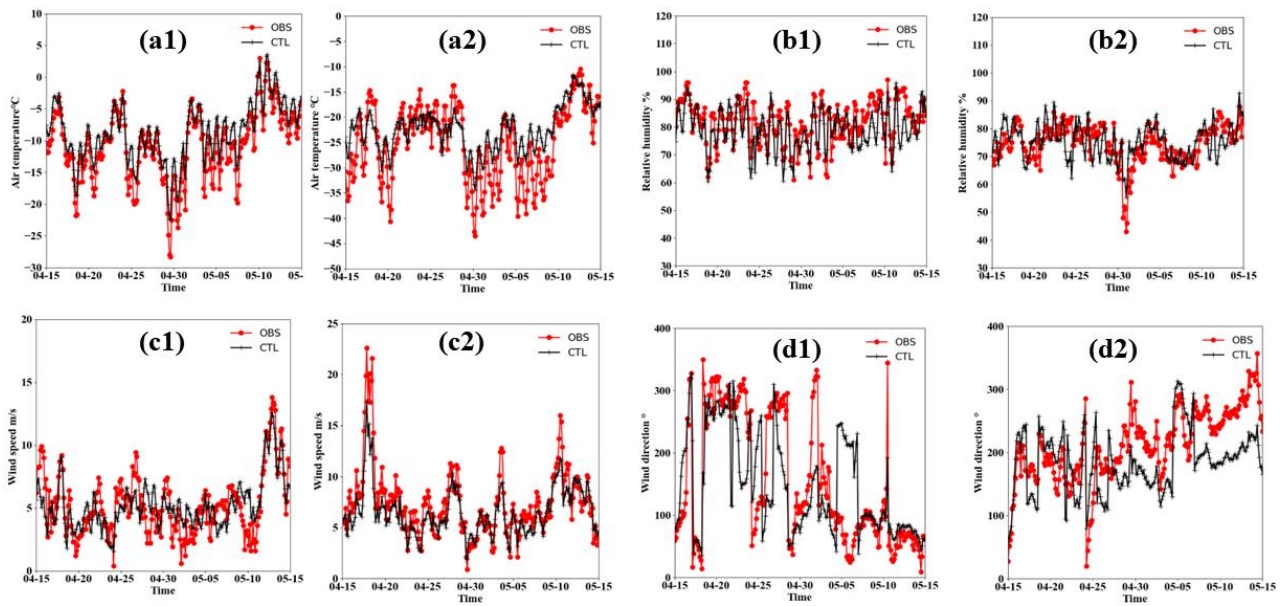 (a1)
OBS
CTL
Air temperature°C
10
5
0
−5
−10
−15
−20
−25
−30
04-15 04-20 04-25 04-30 05-05 05-10 05-
Time
(a2)
OBS
CTL
Air temperature °C
0
−5
−10
−15
−20
−25
−30
−35
−40
−45
−50
04-15 04-20 04-25 04-30 05-05 05-10 05-15
Time
(b1)
OBS
CTL
Relative humidity %
120
110
100
90
80
70
60
50
40
30
04-15 04-20 04-25 04-30 05-05 05-10 05-15
Time
(b2)
OBS
CTL
Relative humidity %
120
110
100
90
80
70
60
50
40
30
04-15 04-20 04-25 04-30 05-05 05-10 05-15
Time
(c1)
OBS
CTL
Wind speed m/s
20
15
10
5
0
04-15 04-20 04-25 04-30 05-05 05-10 05-15
Time
(c2)
OBS
CTL
Wind speed m/s
25
20
15
10
5
0
04-15 04-20 04-25 04-30 05-05 05-10 05-15
Time
(d1)
OBS
CTL
Wind direction °
400
300
200
100
0
04-15 04-20 04-25 04-30 05-05 05-10 05-15
Time
(d2)
OBS
CTL
Wind direction °
400
300
200
100
0
04-15 04-20 04-25 04-30 05-05 05-10 05-15
Time